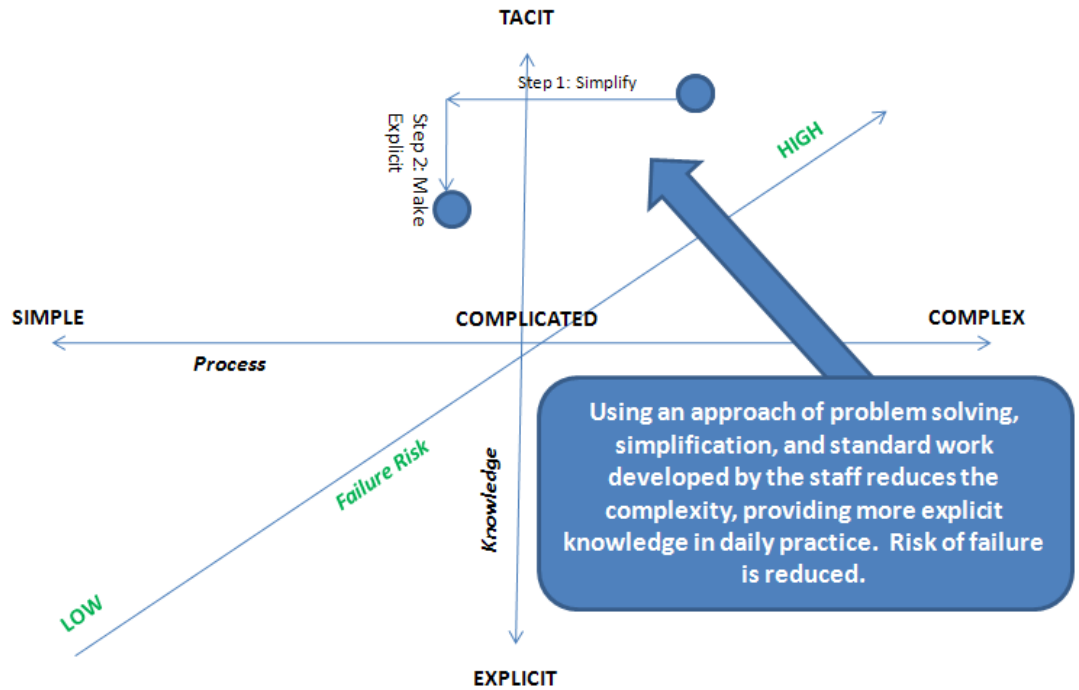 TACIT
Step 1: Simplify
Step 2: Make
Explicit
HIGH
SIMPLE
COMPLICATED
COMPLEX
Process
Failure Risk
Knowledge
Using an approach of problem solving,
simplification, and standard work
developed by the staff reduces the
complexity, providing more explicit
knowledge in daily practice.  Risk of failure
is reduced.
LOW
EXPLICIT